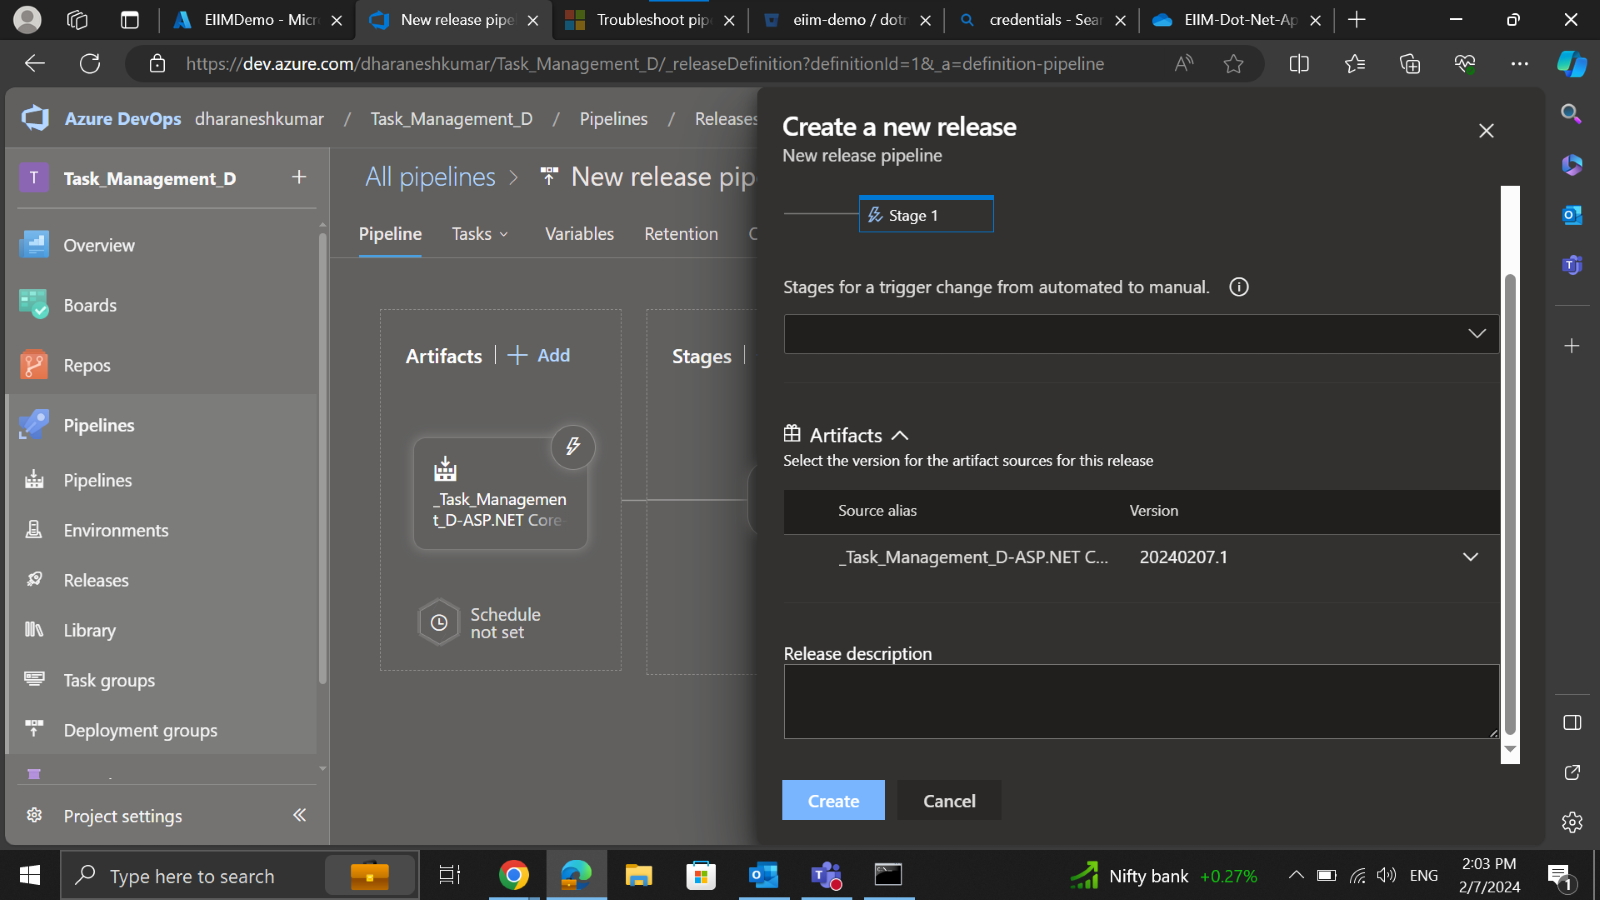 EIIMDemo - Micr
New release pipe
Troubleshoot pip
eiim-demo / dotn
credentials - Sear
EIIM-Dot-Net-Ap
https://dev.azure.com/dharaneshkumar/Task_Management_D/_releaseDefinition?definitionId=1&_a=definition-pipeline
Azure DevOps dharaneshkumar / Task_Management_D / Pipelines / Releases
T Task_Management_D
Overview
Boards
Repos
Pipelines
Pipelines
Environments
Releases
Library
Task groups
Deployment groups
Project settings
All pipelines > New release pip
Pipeline Tasks Variables Retention
Artifacts | + Add
Stages |
_Task_Managemen
t_D-ASP.NET Core-
Schedule
not set
Create a new release
New release pipeline
Stage 1
Stages for a trigger change from automated to manual.
Artifacts
Select the version for the artifact sources for this release
Source alias Version
_Task_Management_D-ASP.NET C... 20240207.1
Release description
Create Cancel
Type here to search
Nifty bank +0.27%
ENG
2:03 PM
2/7/2024
1